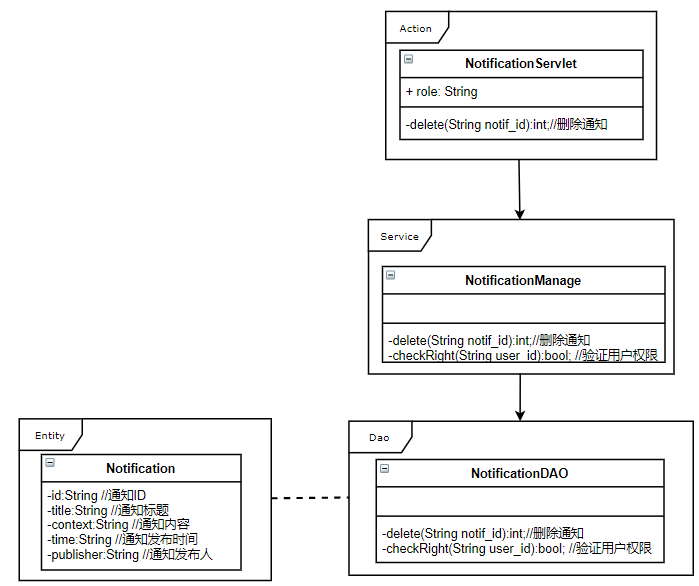 Action
NotificationServlet
+ role: String
-delete(String notif_id):int;//删除通知
Service
NotificationManage
-delete(String notif_id):int;//删除通知
-checkRight(String user_id):bool; //验证用户权限
Entity
Notification
-id:String //通知ID
-title:String //通知标题
-context:String //通知内容
-time:String //通知发布时间
-publisher:String //通知发布人
Dao
NotificationDAO
-delete(String notif_id):int;//删除通知
-checkRight(String user_id):bool; //验证用户权限